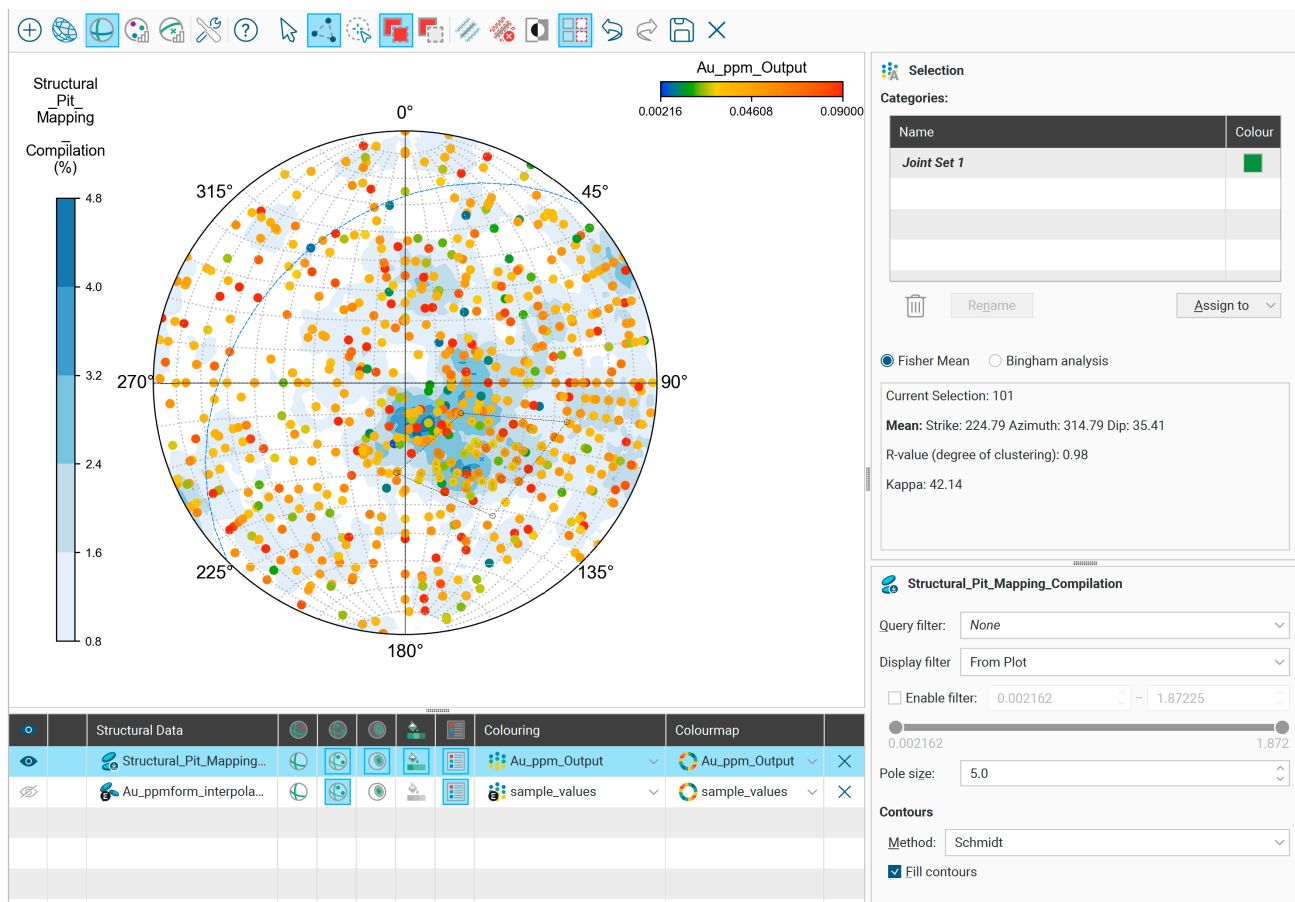 Structural
_Pit_
Mapping
_
Compilation
(%)
4.8
4.0
3.2
2.4
1.6
0.8
Au_ppm_Output
0.00216
0.04608
0.09000
0°
45°
90°
135°
180°
225°
270°
315°
Structural Data
Colouring
Colourmap
Structural_Pit_Mapping...
Au_ppm_Output
Au_ppm_Output
Au_ppmform_interpola...
sample_values
sample_values
Selection
Categories:
Name
Colour
Joint Set 1
Rename
Assign to
Fisher Mean
Bingham analysis
Current Selection: 101
Mean: Strike: 224.79 Azimuth: 314.79 Dip: 35.41
R-value (degree of clustering): 0.98
Kappa: 42.14
Structural_Pit_Mapping_Compilation
Query filter:
None
Display filter
From Plot
Enable filter:
0.002162
–
1.87225
0.002162
1.872
Pole size:
5.0
Contours
Method:
Schmidt
Fill contours